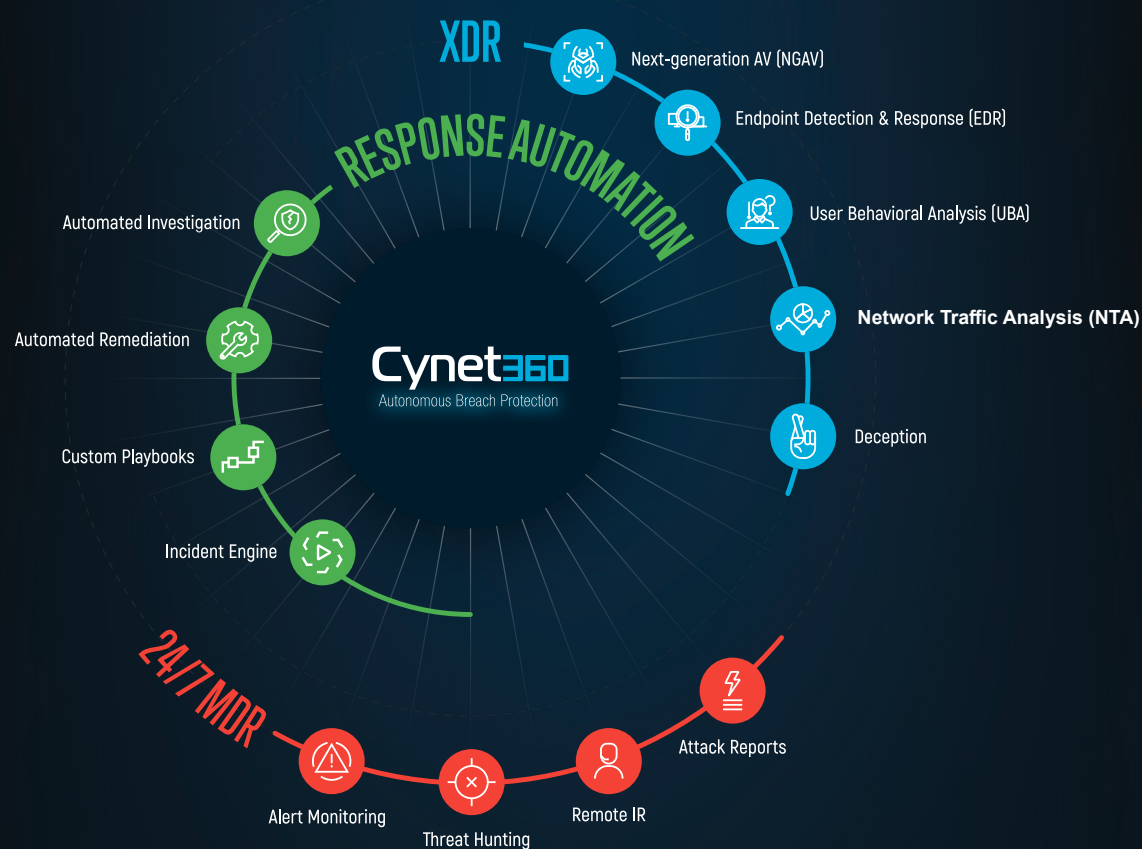 XDR
Next-generation AV (NGAV)
Endpoint Detection & Response (EDR)
User Behavioral Analysis (UBA)
Network Traffic Analysis (NTA)
Deception
RESPONSE AUTOMATION
Automated Investigation
Automated Remediation
Custom Playbooks
Incident Engine
Cynet360
Autonomous Breach Protection
24/7 MDR
Alert Monitoring
Threat Hunting
Remote IR
Attack Reports